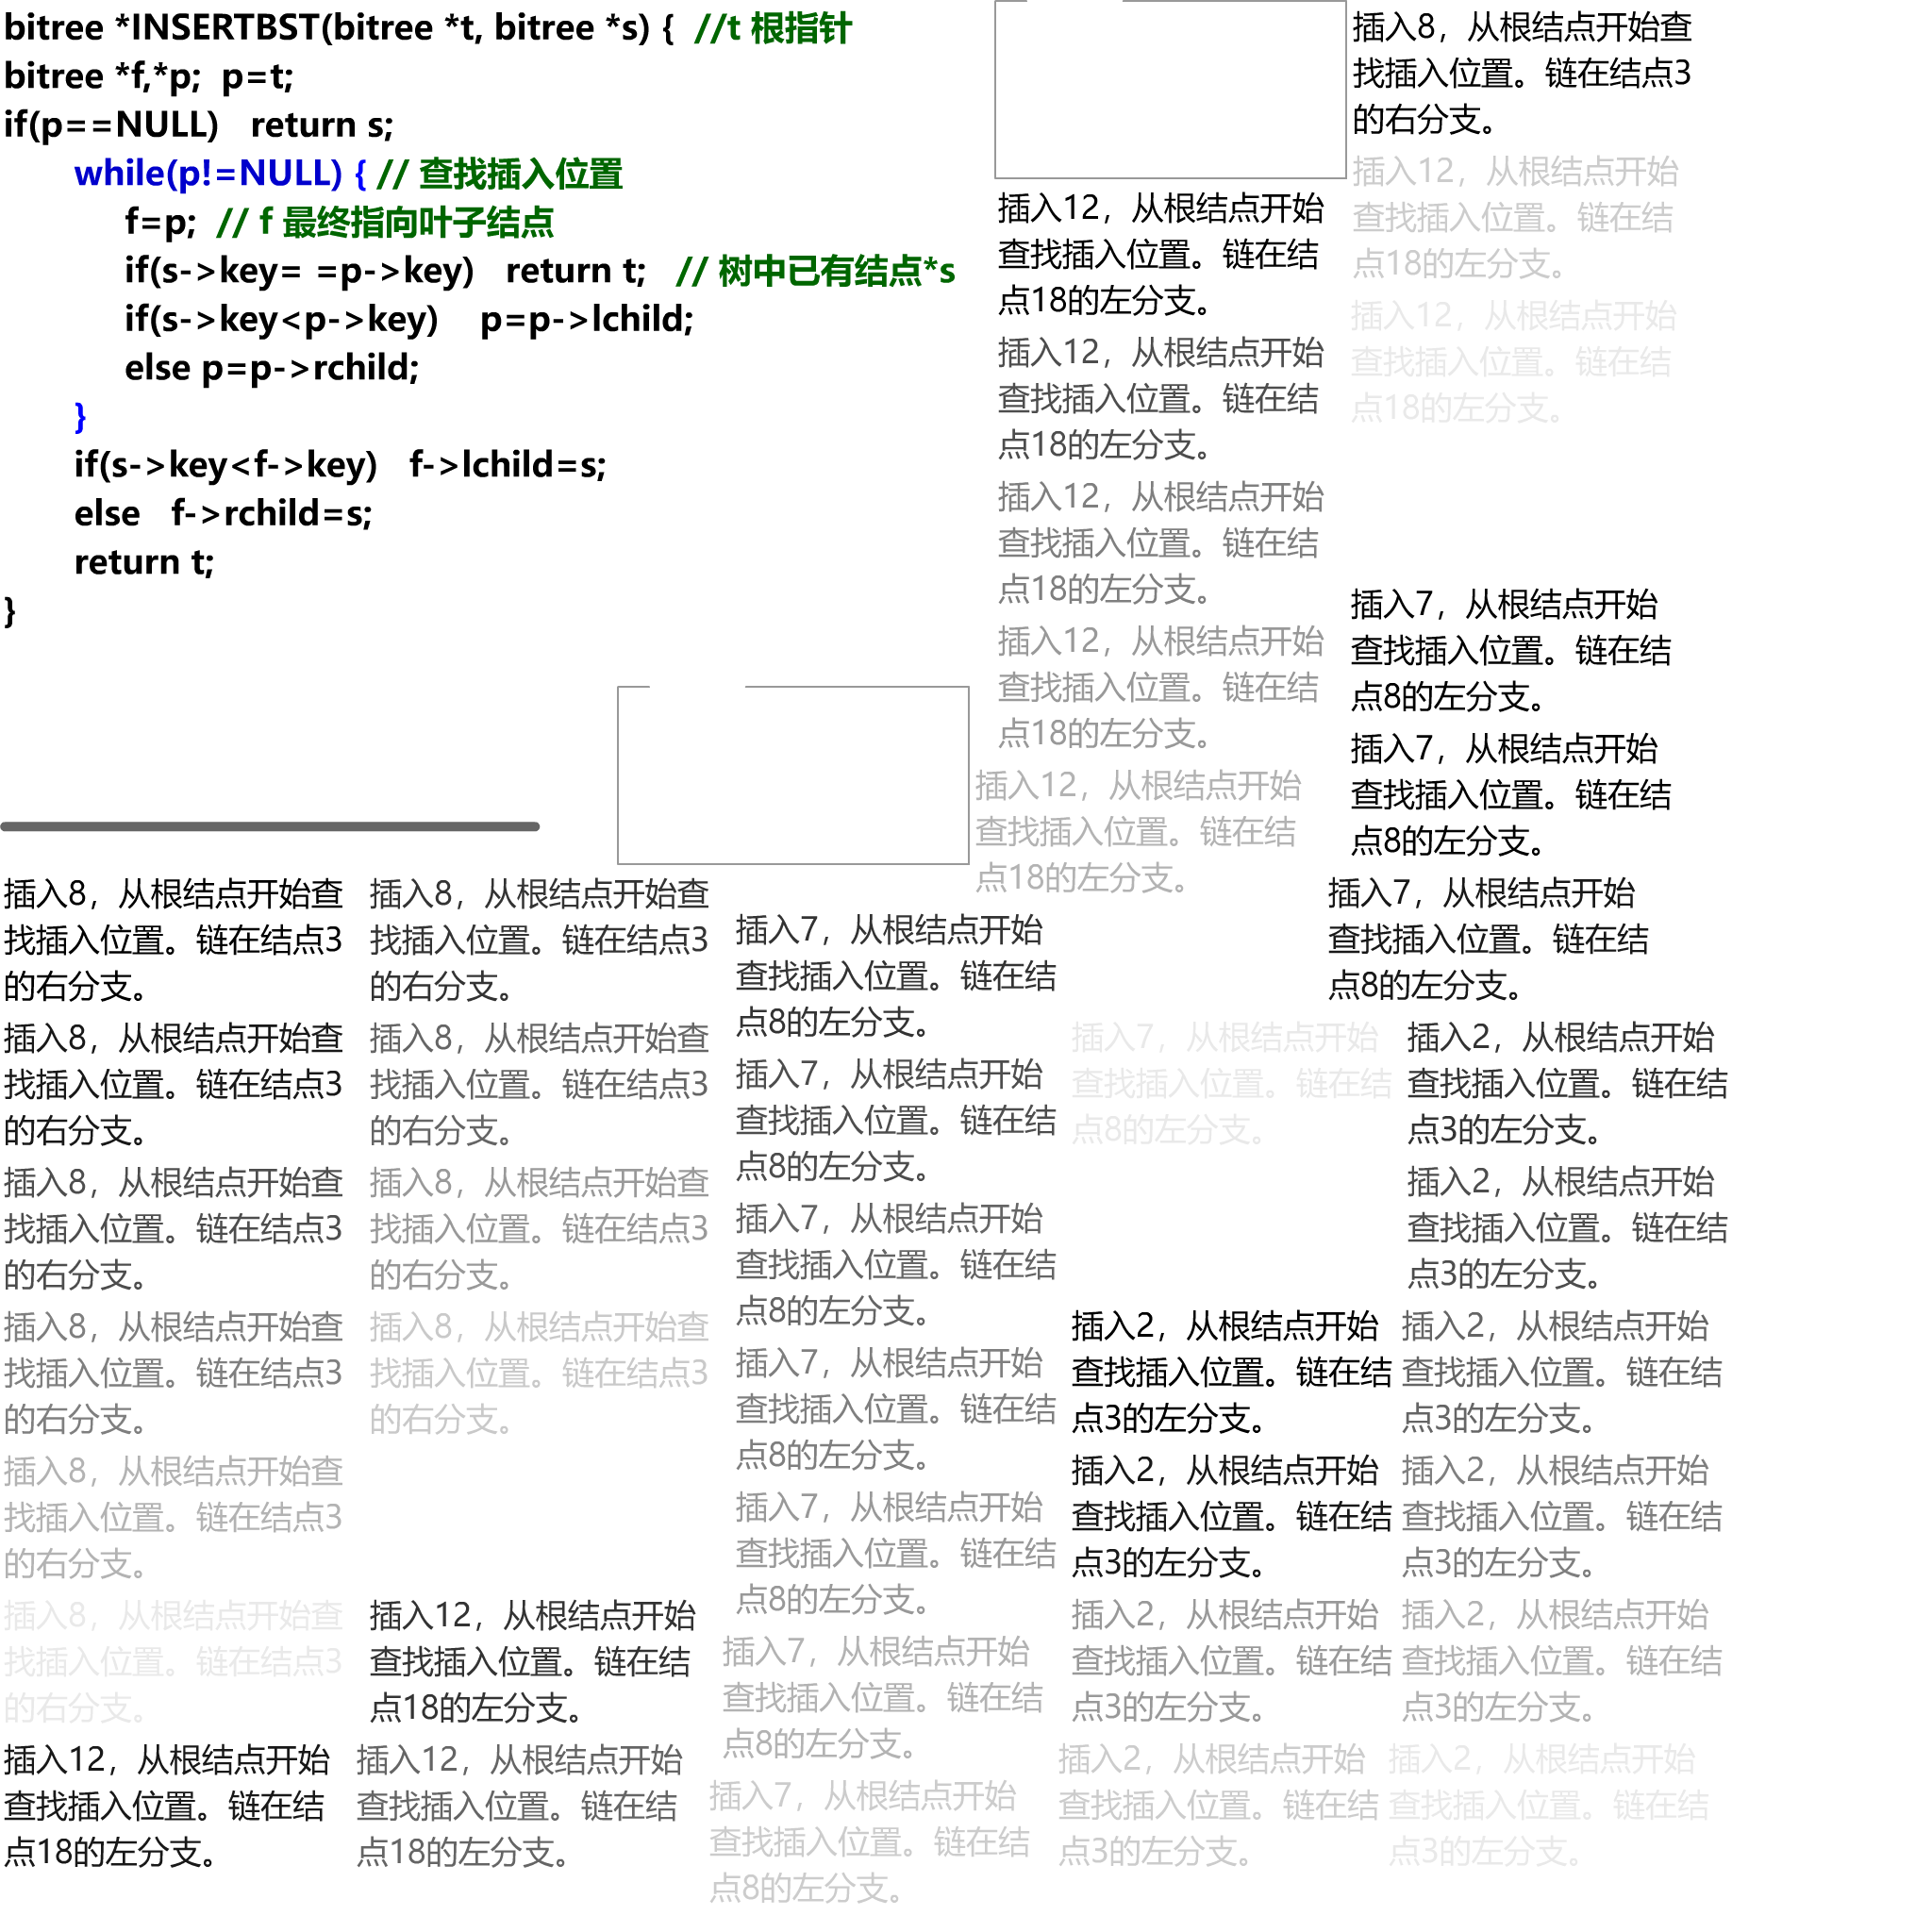 bitree *INSERTBST(bitree *t, bitree *s) { //t 根指针
bitree *f,*p; p=t;
if(p==NULL) return s;
while(p!=NULL) { // 查找插入位置
f=p; // f 最终指向叶子结点
if(s->key= =p->key) return t; // 树中已有结点*s
if(s->key<p->key) p=p->lchild;
else p=p->rchild;
}
if(s->key<f->key) f->lchild=s;
else f->rchild=s;
return t;
}
插入8，从根结点开始查
找插入位置。链在结点3
的右分支。
插入8，从根结点开始查
找插入位置。链在结点3
的右分支。
插入8，从根结点开始查
找插入位置。链在结点3
的右分支。
插入8，从根结点开始查
找插入位置。链在结点3
的右分支。
插入8，从根结点开始查
找插入位置。链在结点3
的右分支。
插入8，从根结点开始查
找插入位置。链在结点3
的右分支。
插入12，从根结点开始
查找插入位置。链在结
点18的左分支。
插入8，从根结点开始查
找插入位置。链在结点3
的右分支。
插入8，从根结点开始查
找插入位置。链在结点3
的右分支。
插入8，从根结点开始查
找插入位置。链在结点3
的右分支。
插入8，从根结点开始查
找插入位置。链在结点3
的右分支。
插入12，从根结点开始
查找插入位置。链在结
点18的左分支。
插入12，从根结点开始
查找插入位置。链在结
点18的左分支。
插入7，从根结点开始
查找插入位置。链在结
点8的左分支。
插入7，从根结点开始
查找插入位置。链在结
点8的左分支。
插入7，从根结点开始
查找插入位置。链在结
点8的左分支。
插入7，从根结点开始
查找插入位置。链在结
点8的左分支。
插入7，从根结点开始
查找插入位置。链在结
点8的左分支。
插入7，从根结点开始
查找插入位置。链在结
点8的左分支。
插入7，从根结点开始
查找插入位置。链在结
点8的左分支。
插入12，从根结点开始
查找插入位置。链在结
点18的左分支。
插入12，从根结点开始
查找插入位置。链在结
点18的左分支。
插入12，从根结点开始
查找插入位置。链在结
点18的左分支。
插入12，从根结点开始
查找插入位置。链在结
点18的左分支。
插入12，从根结点开始
查找插入位置。链在结
点18的左分支。
插入7，从根结点开始
查找插入位置。链在结
点8的左分支。
插入2，从根结点开始
查找插入位置。链在结
点3的左分支。
插入2，从根结点开始
查找插入位置。链在结
点3的左分支。
插入2，从根结点开始
查找插入位置。链在结
点3的左分支。
插入2，从根结点开始
查找插入位置。链在结
点3的左分支。
插入8，从根结点开始查
找插入位置。链在结点3
的右分支。
插入12，从根结点开始
查找插入位置。链在结
点18的左分支。
插入12，从根结点开始
查找插入位置。链在结
点18的左分支。
插入7，从根结点开始
查找插入位置。链在结
点8的左分支。
插入7，从根结点开始
查找插入位置。链在结
点8的左分支。
插入7，从根结点开始
查找插入位置。链在结
点8的左分支。
插入2，从根结点开始
查找插入位置。链在结
点3的左分支。
插入2，从根结点开始
查找插入位置。链在结
点3的左分支。
插入2，从根结点开始
查找插入位置。链在结
点3的左分支。
插入2，从根结点开始
查找插入位置。链在结
点3的左分支。
插入2，从根结点开始
查找插入位置。链在结
点3的左分支。
插入2，从根结点开始
查找插入位置。链在结
点3的左分支。